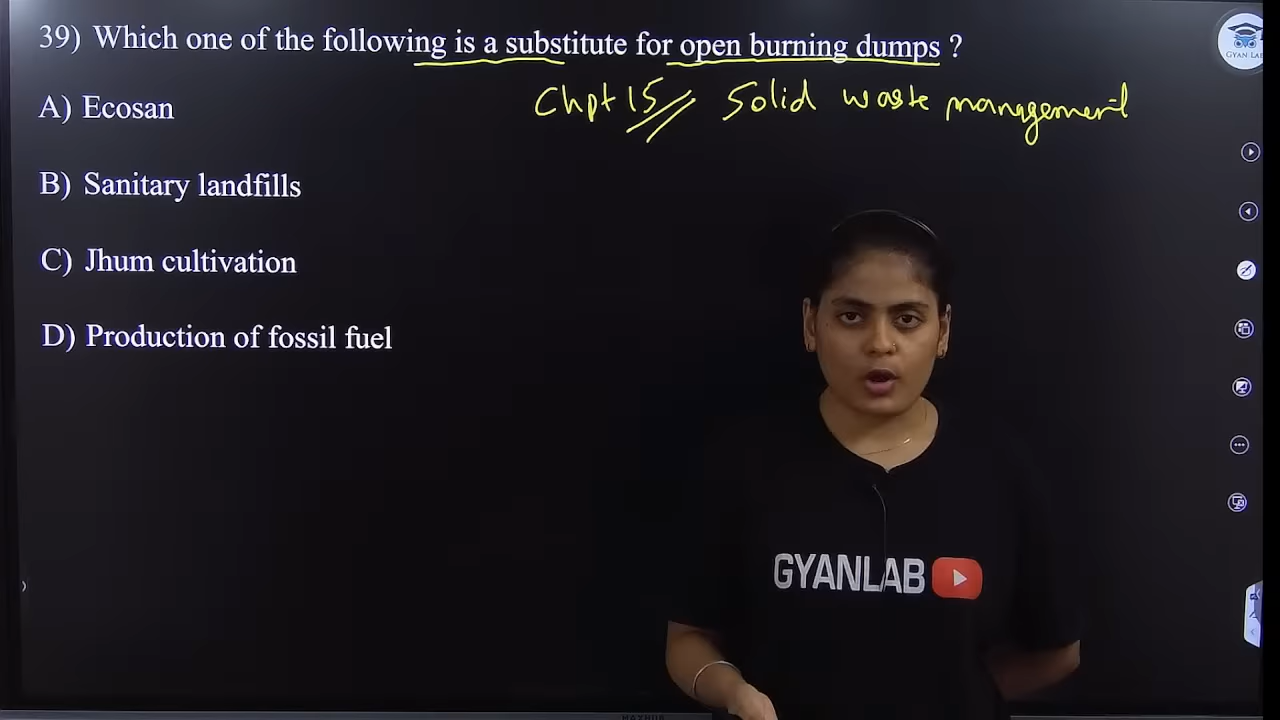 39) Which one of the following is a substitute for open burning dumps ?
Chpt 15 Solid waste management
A) Ecosan
B) Sanitary landfills
C) Jhum cultivation
D) Production of fossil fuel
GYANLAB
GYAN LAB